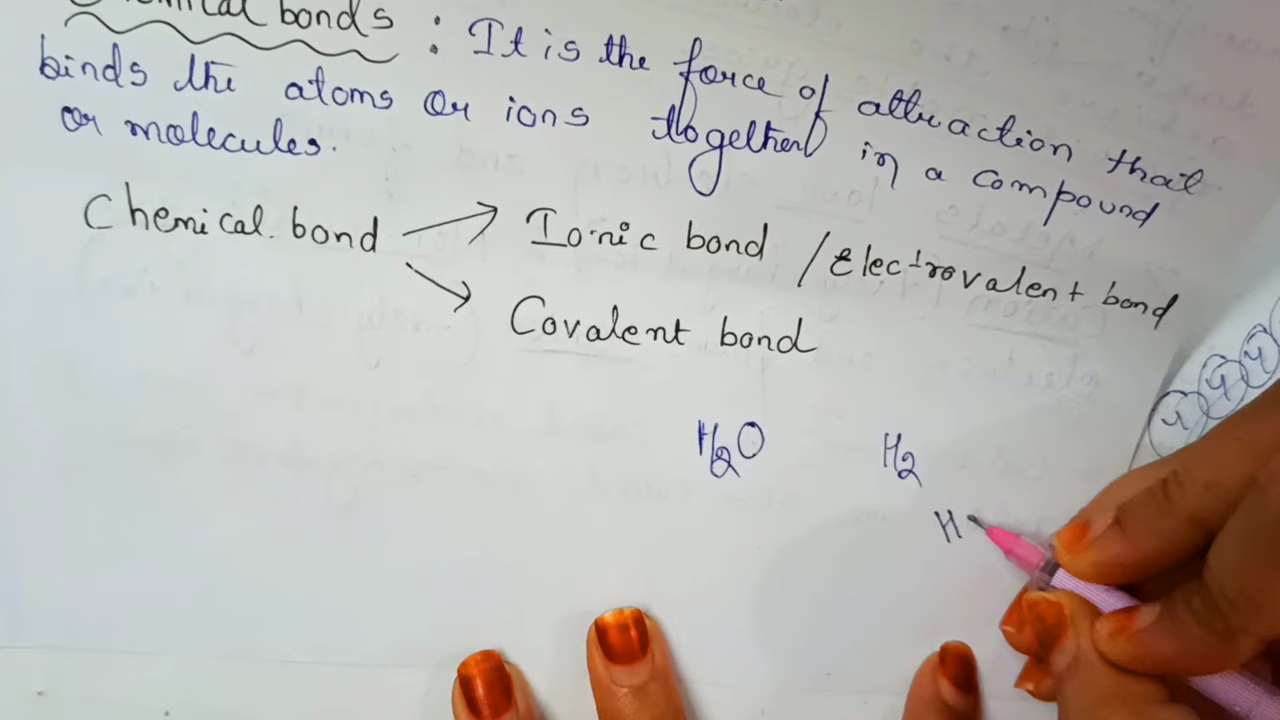 bonds : It is the force of attraction that
binds the atoms or ions together in a compound
or molecules.
Chemical bond
Ionic bond / Electrovalent bond
Covalent bond
H2O H2
H